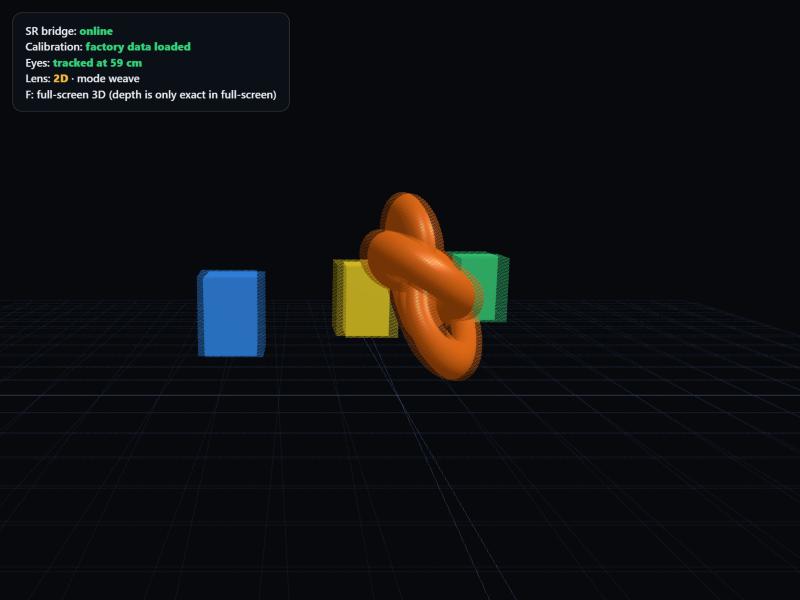 SR bridge: online
Calibration: factory data loaded
Eyes: tracked at 59 cm
Lens: 2D · mode weave
F: full-screen 3D (depth is only exact in full-screen)